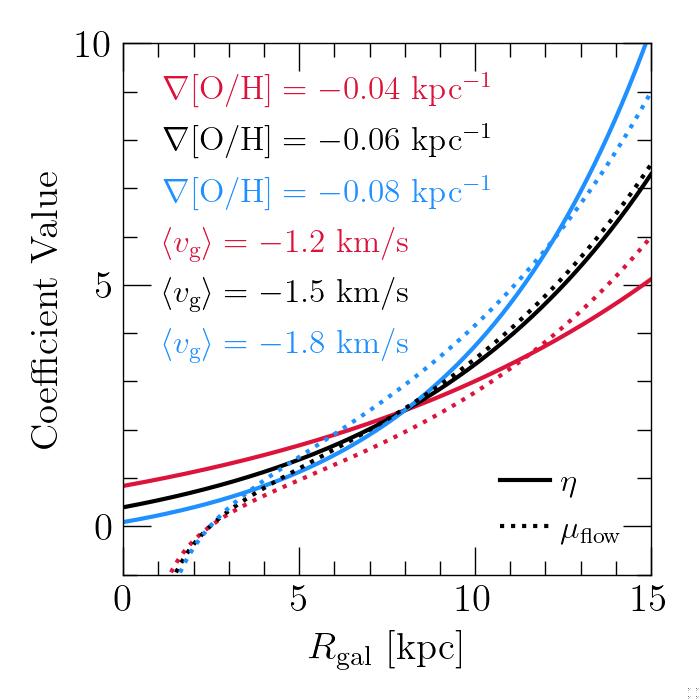 10
∇[O/H] = −0.04 kpc⁻¹
∇[O/H] = −0.06 kpc⁻¹
∇[O/H] = −0.08 kpc⁻¹
⟨v_g⟩ = −1.2 km/s
⟨v_g⟩ = −1.5 km/s
⟨v_g⟩ = −1.8 km/s
5
Coefficient Value
η
μ_flow
0
0 5 10 15
R_gal [kpc]